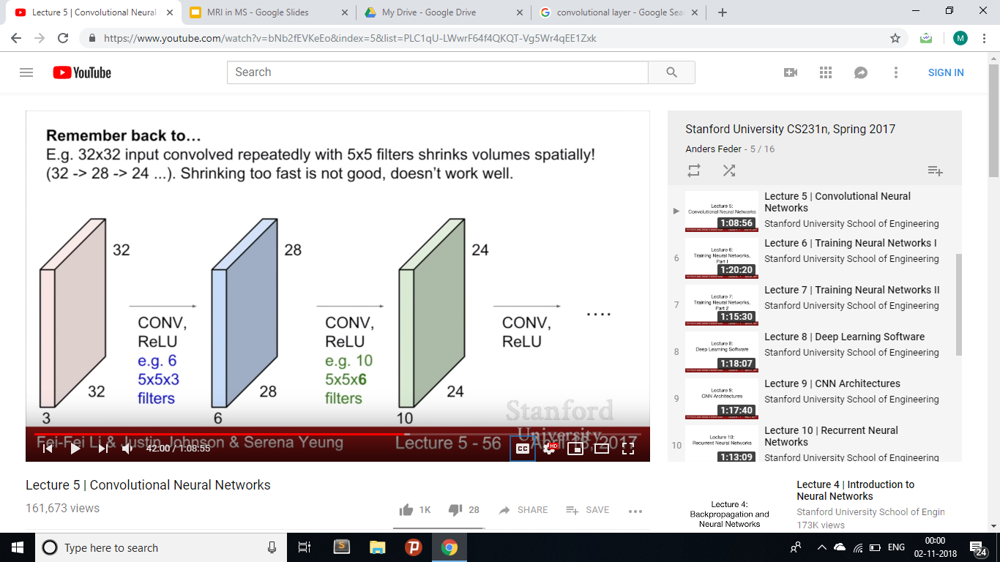 Lecture 5 | Convolutional Neural
MRI in MS - Google Slides
My Drive - Google Drive
convolutional layer - Google Sea
https://www.youtube.com/watch?v=bNb2fEVKeEo&index=5&list=PLC1qU-LWwrF64f4QKQT-Vg5Wr4qEE1Zxk
M
YouTube
Search
SIGN IN
Remember back to…
E.g. 32x32 input convolved repeatedly with 5x5 filters shrinks volumes spatially!
(32 -> 28 -> 24 ...). Shrinking too fast is not good, doesn't work well.
32
28
24
CONV,
ReLU
e.g. 6
5x5x3
filters
CONV,
ReLU
e.g. 10
5x5x6
filters
CONV,
ReLU
....
32
28
24
3
6
10
Stanford
University
Fei-Fei Li & Justin Johnson & Serena Yeung
Lecture 5 - 56
2017
42:00 / 1:08:55
CC
HD
Stanford University CS231n, Spring 2017
Anders Feder - 5 / 16
Lecture 5:
Convolutional Neural Networks
1:08:56
Lecture 5 | Convolutional Neural
Networks
Stanford University School of Engineering
6
Lecture 6:
Training Neural Networks,
Part I
1:20:20
Lecture 6 | Training Neural Networks I
Stanford University School of Engineering
7
Lecture 7:
Training Neural Networks,
Part 2
1:15:30
Lecture 7 | Training Neural Networks II
Stanford University School of Engineering
8
Lecture 8:
Deep Learning Software
1:18:07
Lecture 8 | Deep Learning Software
Stanford University School of Engineering
9
Lecture 9:
CNN Architectures
1:17:40
Lecture 9 | CNN Architectures
Stanford University School of Engineering
10
Lecture 10:
Recurrent Neural Networks
1:13:09
Lecture 10 | Recurrent Neural
Networks
Stanford University School of Engineering
Lecture 5 | Convolutional Neural Networks
161,673 views
1K
28
SHARE
SAVE
Lecture 4:
Backpropagation and
Neural Networks
Lecture 4 | Introduction to
Neural Networks
Stanford University School of Engin
173K views
Type here to search
S
P
ENG
00:00
02-11-2018
24